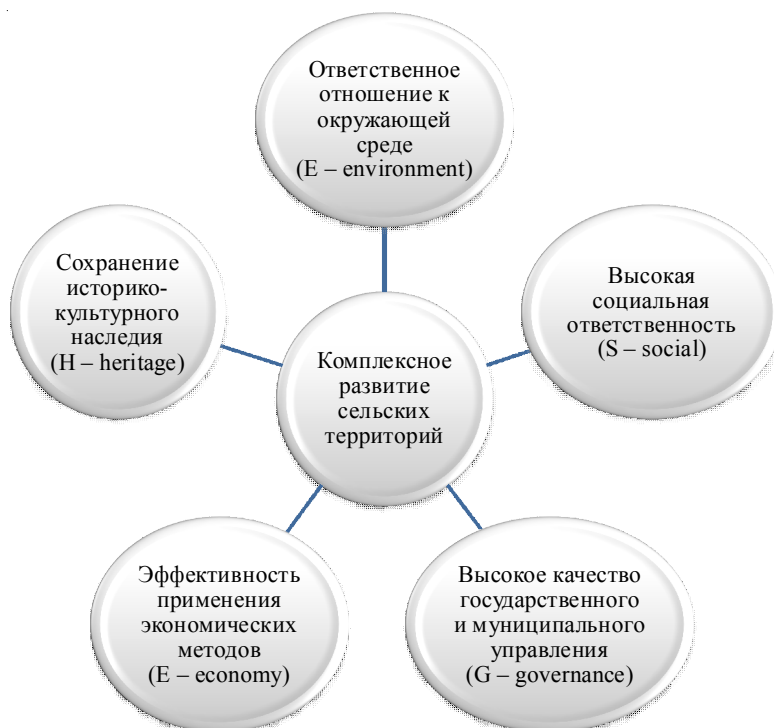 Ответственное
отношение к
окружающей
среде
(E – environment)
Высокая
социальная
ответственность
(S – social)
Высокое качество
государственного
и муниципального
управления
(G – governance)
Эффективность
применения
экономических
методов
(E – economy)
Сохранение
историко-
культурного
наследия
(H – heritage)
Комплексное
развитие
сельских
территорий